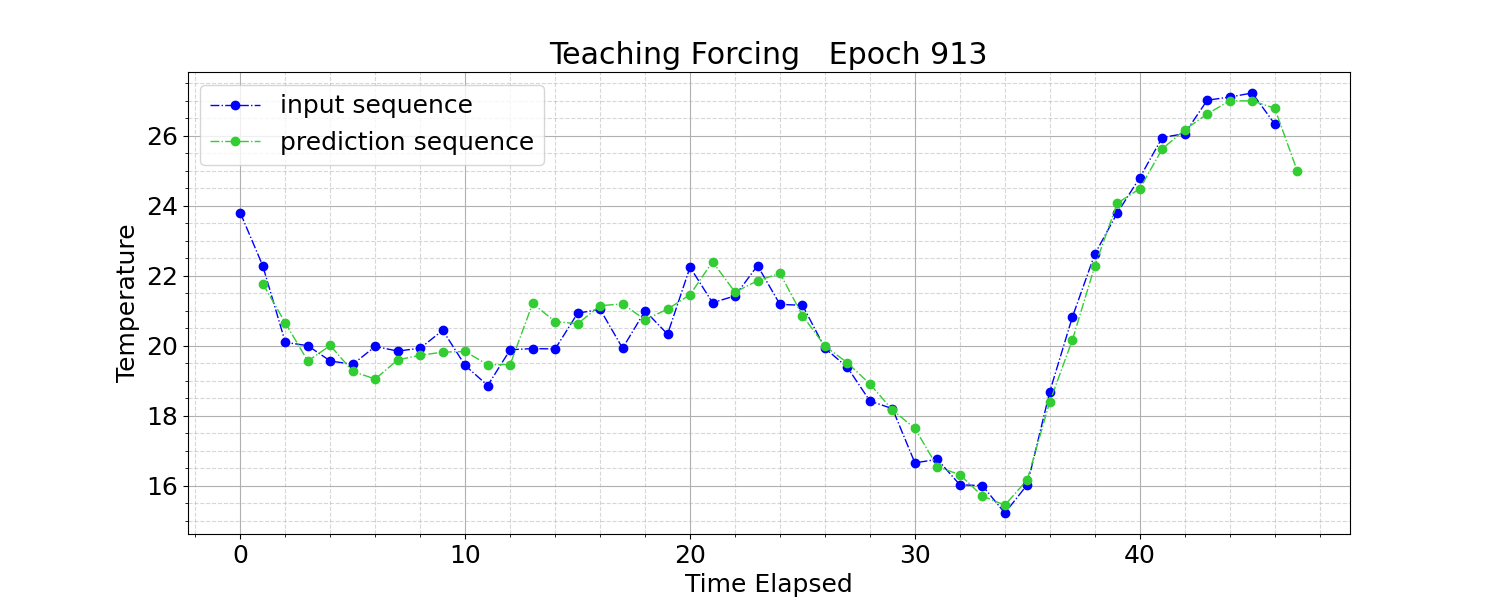 Teaching Forcing   Epoch 913
input sequence
prediction sequence
26
24
22
20
18
16
Temperature
0 10 20 30 40
Time Elapsed